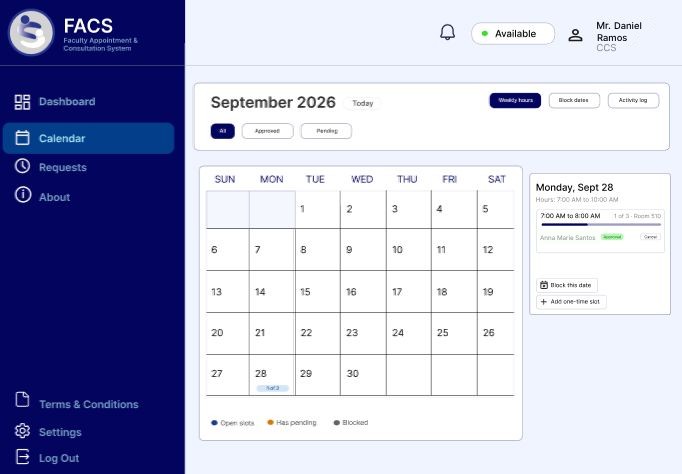 FACS
Faculty Appointment &
Consultation System
Available
Mr. Daniel
Ramos
CCS
Dashboard
Calendar
Requests
About
Terms & Conditions
Settings
Log Out
September 2026
Today
Weekly hours
Block dates
Activity log
All
Approved
Pending
SUN MON TUE WED THU FRI SAT
1 2 3 4 5
6 7 8 9 10 11 12
13 14 15 16 17 18 19
20 21 22 23 24 25 26
27 28 29 30
1 of 3
Open slots
Has pending
Blocked
Monday, Sept 28
Hours: 7:00 AM to 10:00 AM
7:00 AM to 8:00 AM
1 of 3 · Room 510
Anna Marie Santos
Approved
Cancel
Block this date
Add one-time slot